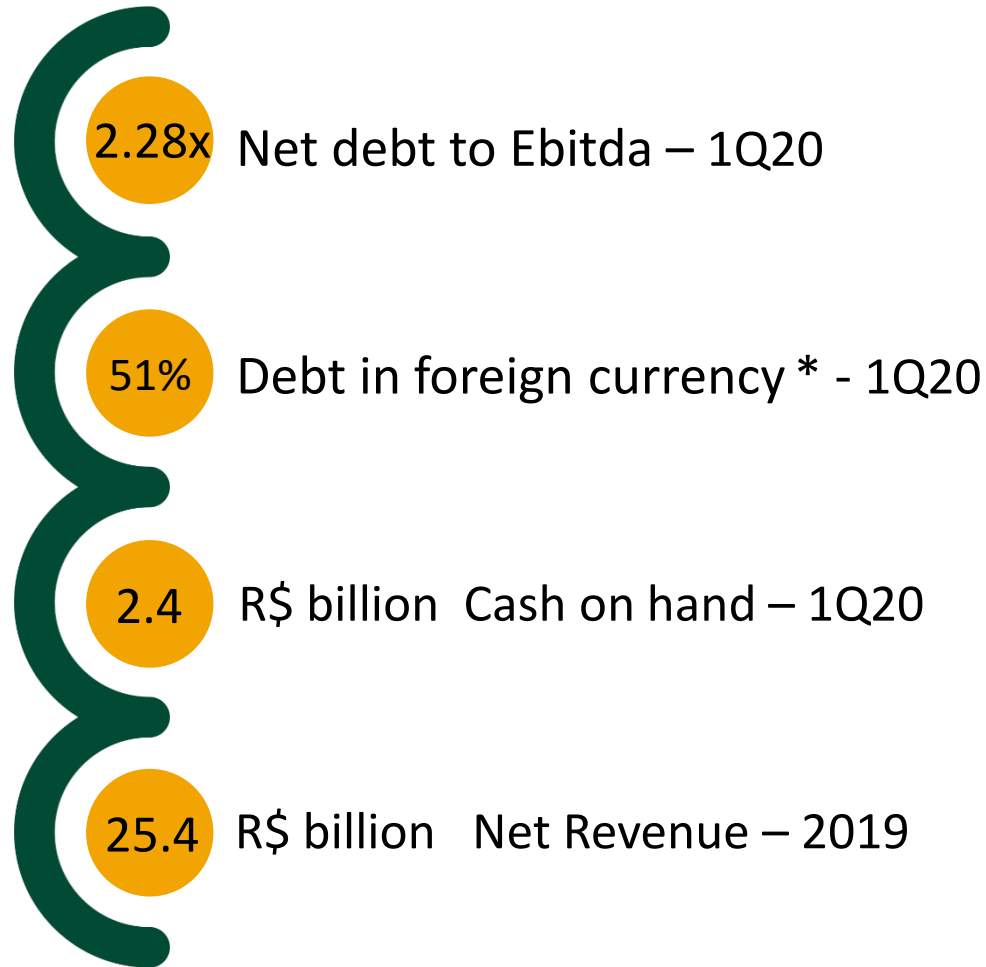 2.28x Net debt to Ebitda – 1Q20
51% Debt in foreign currency * - 1Q20
2.4 R$ billion Cash on hand – 1Q20
25.4 R$ billion Net Revenue – 2019